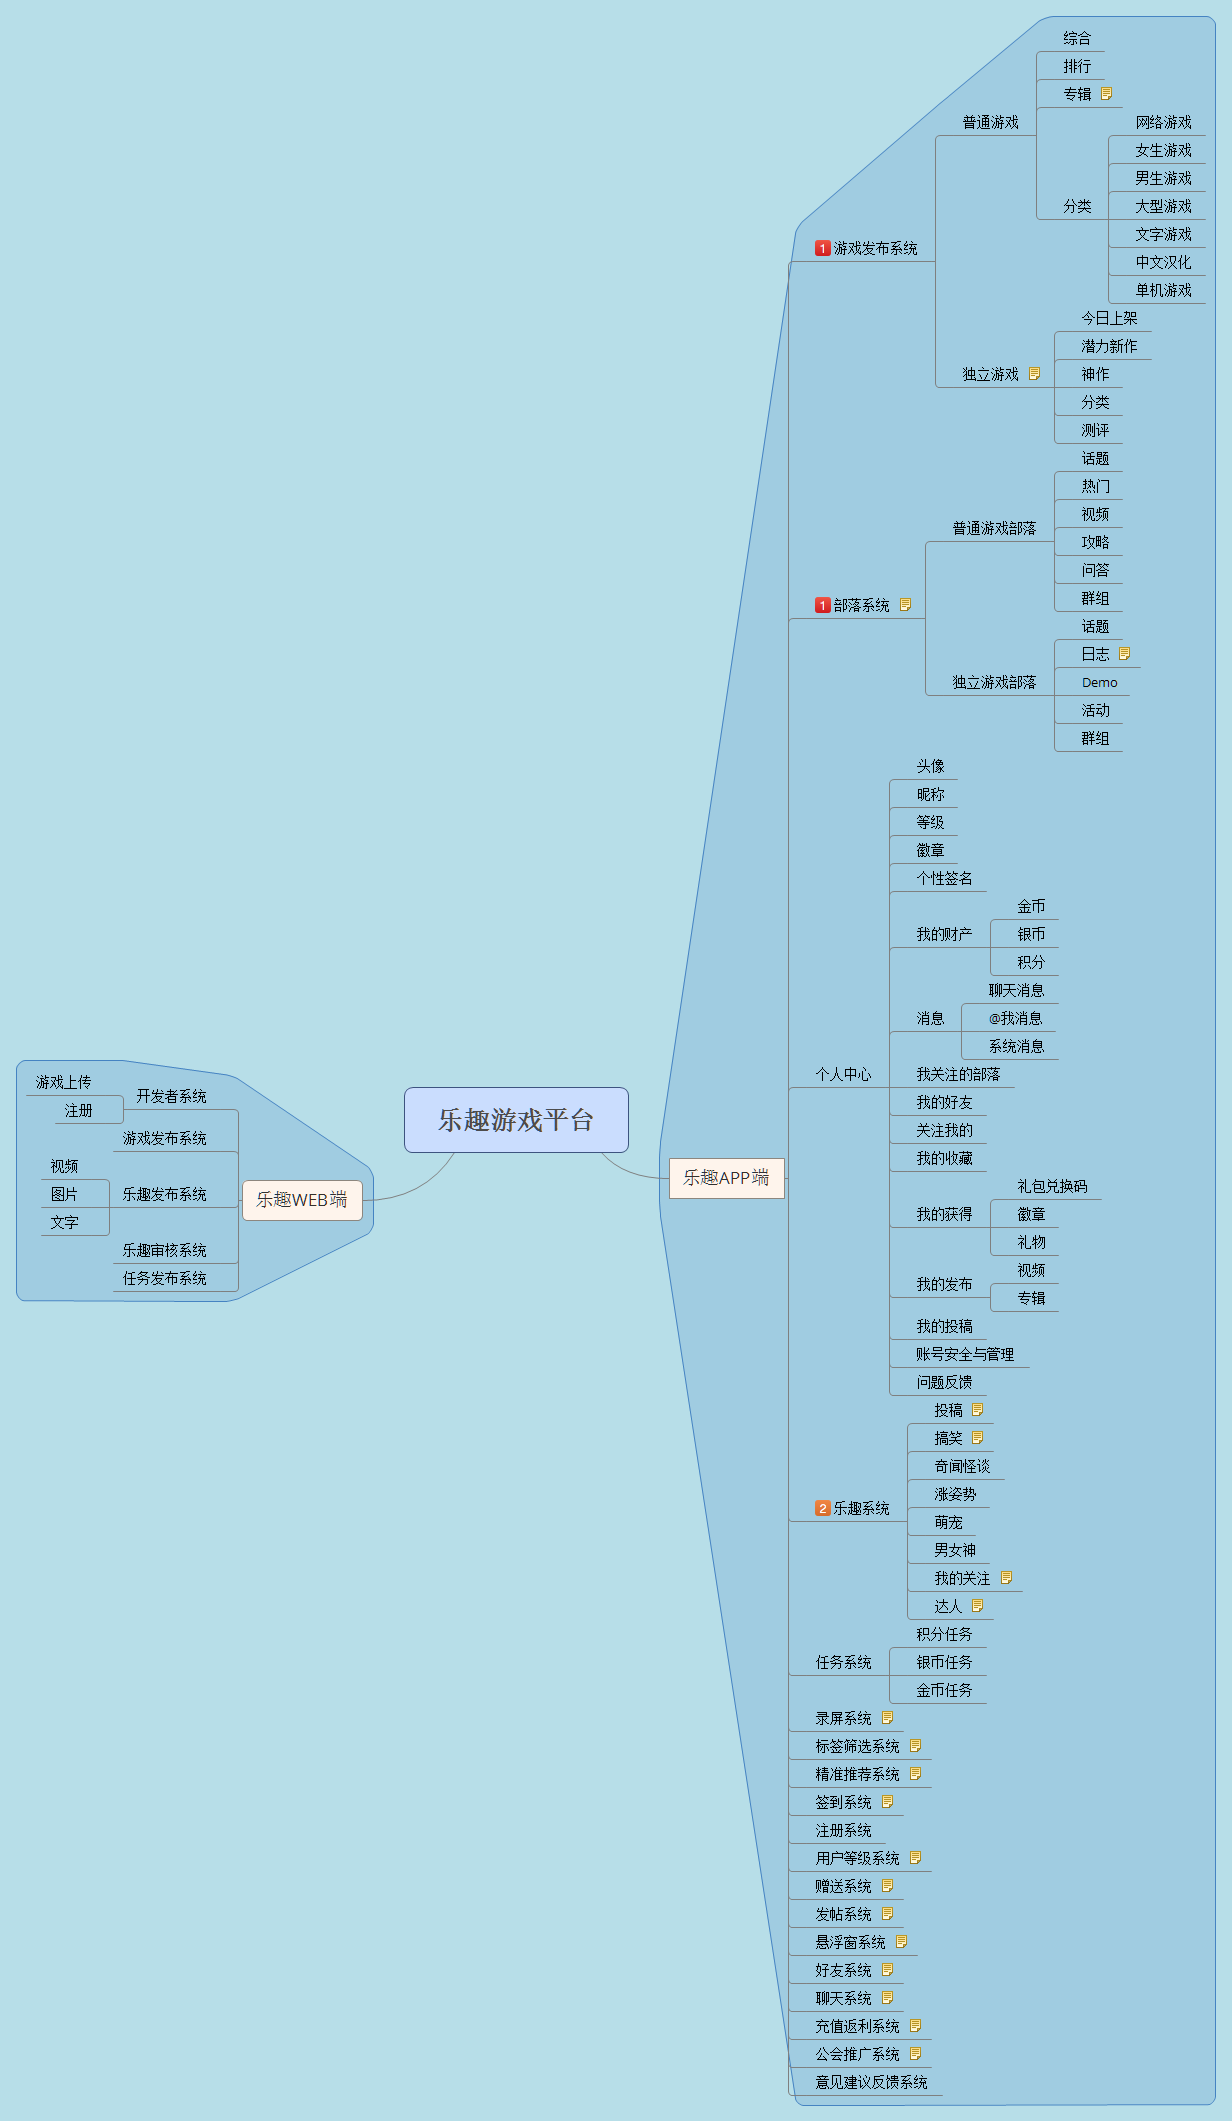 乐趣游戏平台
乐趣APP端
1 游戏发布系统
普通游戏
综合
排行
专辑
分类
网络游戏
女生游戏
男生游戏
大型游戏
文字游戏
中文汉化
单机游戏
独立游戏
今日上架
潜力新作
神作
分类
测评
1 部落系统
普通游戏部落
话题
热门
视频
攻略
问答
群组
独立游戏部落
话题
日志
Demo
活动
群组
个人中心
头像
昵称
等级
徽章
个性签名
我的财产
金币
银币
积分
消息
聊天消息
@我消息
系统消息
我关注的部落
我的好友
关注我的
我的收藏
我的获得
礼包兑换码
徽章
礼物
我的发布
视频
专辑
我的投稿
账号安全与管理
问题反馈
2 乐趣系统
投稿
搞笑
奇闻怪谈
涨姿势
萌宠
男女神
我的关注
达人
任务系统
积分任务
银币任务
金币任务
录屏系统
标签筛选系统
精准推荐系统
签到系统
注册系统
用户等级系统
赠送系统
发帖系统
悬浮窗系统
好友系统
聊天系统
充值返利系统
公会推广系统
意见建议反馈系统
乐趣WEB端
开发者系统
游戏上传
注册
游戏发布系统
乐趣发布系统
视频
图片
文字
乐趣审核系统
任务发布系统